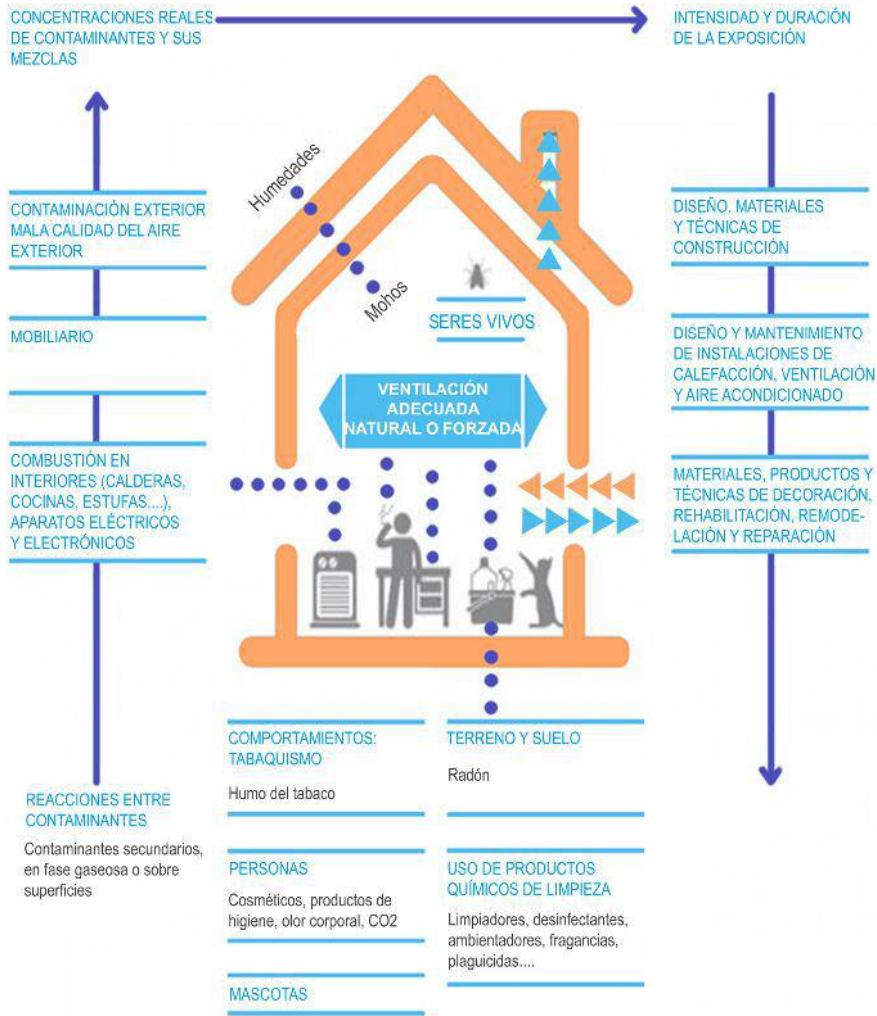 CONCENTRACIONES REALES
DE CONTAMINANTES Y SUS
MEZCLAS
INTENSIDAD Y DURACIÓN
DE LA EXPOSICIÓN
CONTAMINACIÓN EXTERIOR
MALA CALIDAD DEL AIRE
EXTERIOR
MOBILIARIO
COMBUSTIÓN EN
INTERIORES (CALDERAS,
COCINAS, ESTUFAS....),
APARATOS ELÉCTRICOS
Y ELECTRÓNICOS
REACCIONES ENTRE
CONTAMINANTES
Contaminantes secundarios,
en fase gaseosa o sobre
superficies
Humedades
Mohos
SERES VIVOS
VENTILACIÓN
ADECUADA
NATURAL O FORZADA
DISEÑO, MATERIALES
Y TÉCNICAS DE
CONSTRUCCIÓN
DISEÑO Y MANTENIMIENTO
DE INSTALACIONES DE
CALEFACCIÓN, VENTILACIÓN
Y AIRE ACONDICIONADO
MATERIALES, PRODUCTOS Y
TÉCNICAS DE DECORACIÓN,
REHABILITACIÓN, REMODE-
LACIÓN Y REPARACIÓN
COMPORTAMIENTOS:
TABAQUISMO
Humo del tabaco
PERSONAS
Cosméticos, productos de
higiene, olor corporal, CO2
MASCOTAS
TERRENO Y SUELO
Radón
USO DE PRODUCTOS
QUÍMICOS DE LIMPIEZA
Limpiadores, desinfectantes,
ambientadores, fragancias,
plaguicidas....